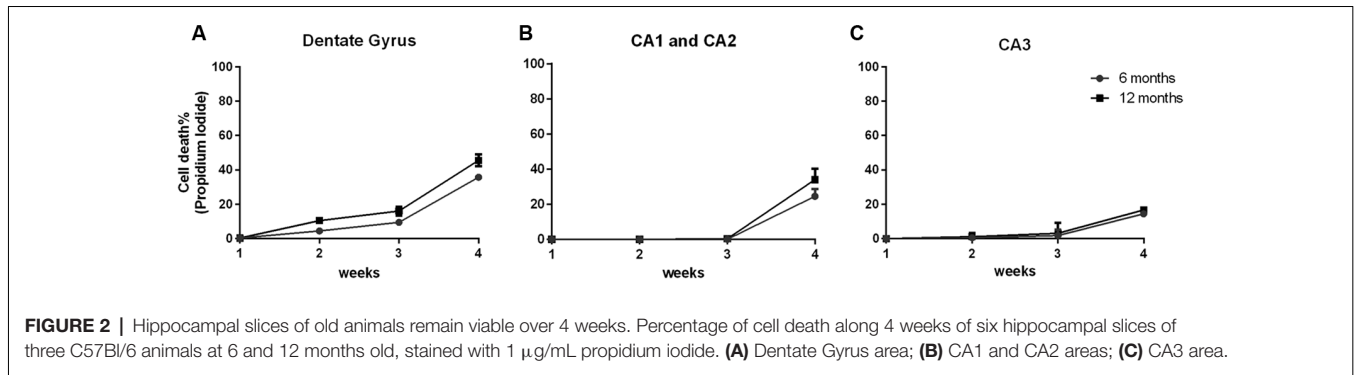 A
Dentate Gyrus
Cell death%
(Propidium Iodide)
100
80
60
40
20
0
1
2
3
4
weeks
B
CA1 and CA2
100
80
60
40
20
0
1
2
3
4
weeks
C
CA3
100
80
60
40
20
0
1
2
3
4
weeks
6 months
12 months
FIGURE 2 | Hippocampal slices of old animals remain viable over 4 weeks. Percentage of cell death along 4 weeks of six hippocampal slices of
three C57Bl/6 animals at 6 and 12 months old, stained with 1 μg/mL propidium iodide. (A) Dentate Gyrus area; (B) CA1 and CA2 areas; (C) CA3 area.